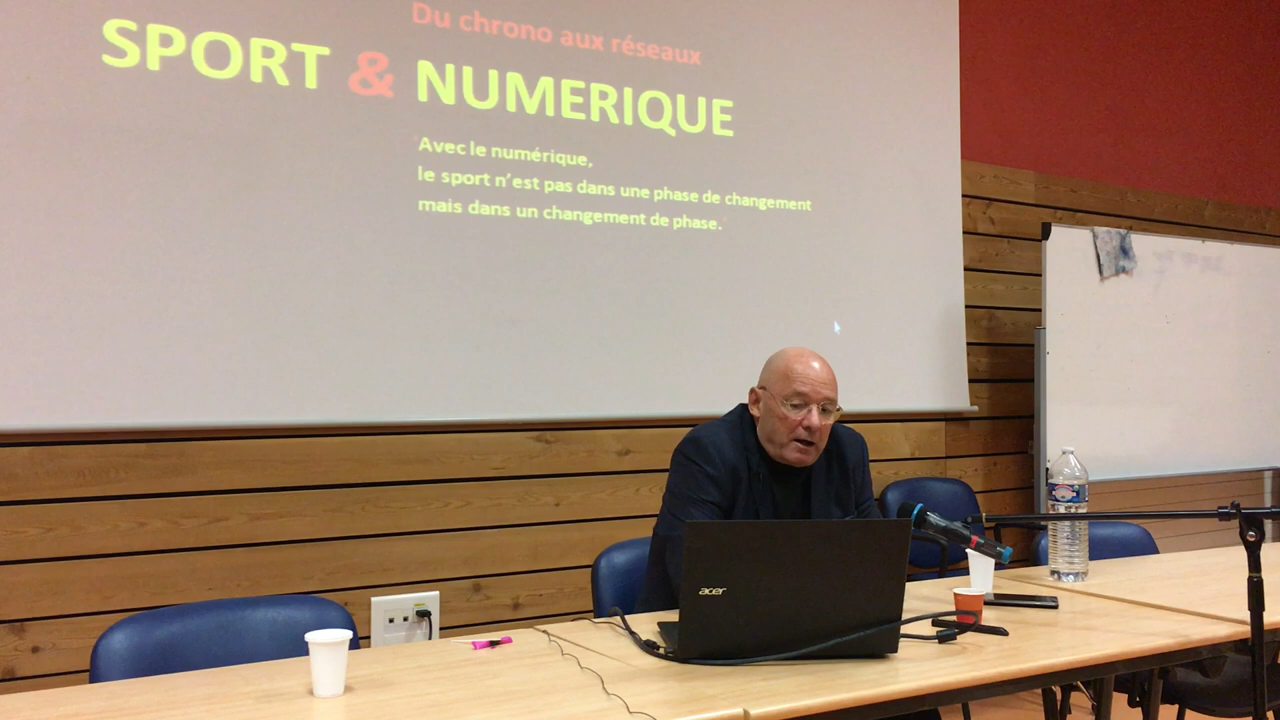 Du chrono aux réseaux
SPORT & NUMERIQUE
Avec le numérique,
le sport n'est pas dans une phase de changement
mais dans un changement de phase.
acer